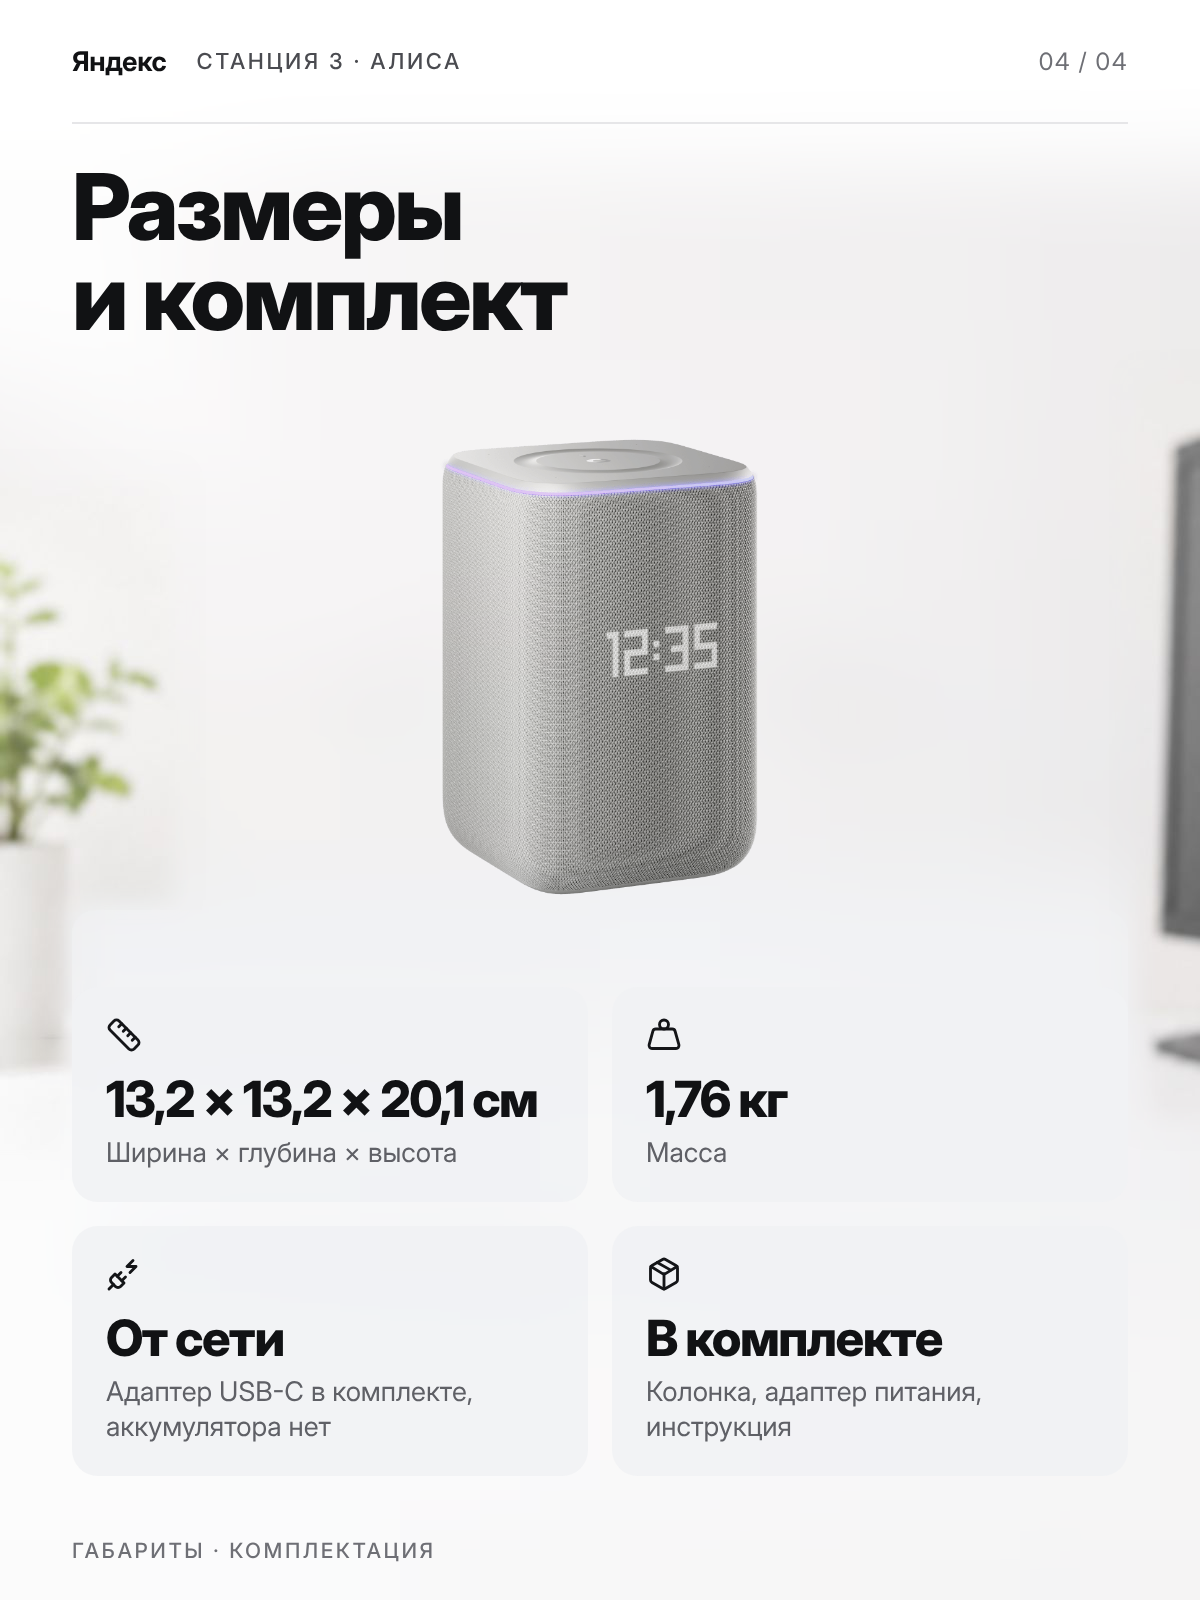 Яндекс СТАНЦИЯ 3 · АЛИСА 04 / 04
Размеры
и комплект
12:35
13,2 × 13,2 × 20,1 см
Ширина × глубина × высота
1,76 кг
Масса
От сети
Адаптер USB-C в комплекте,
аккумулятора нет
В комплекте
Колонка, адаптер питания,
инструкция
ГАБАРИТЫ · КОМПЛЕКТАЦИЯ